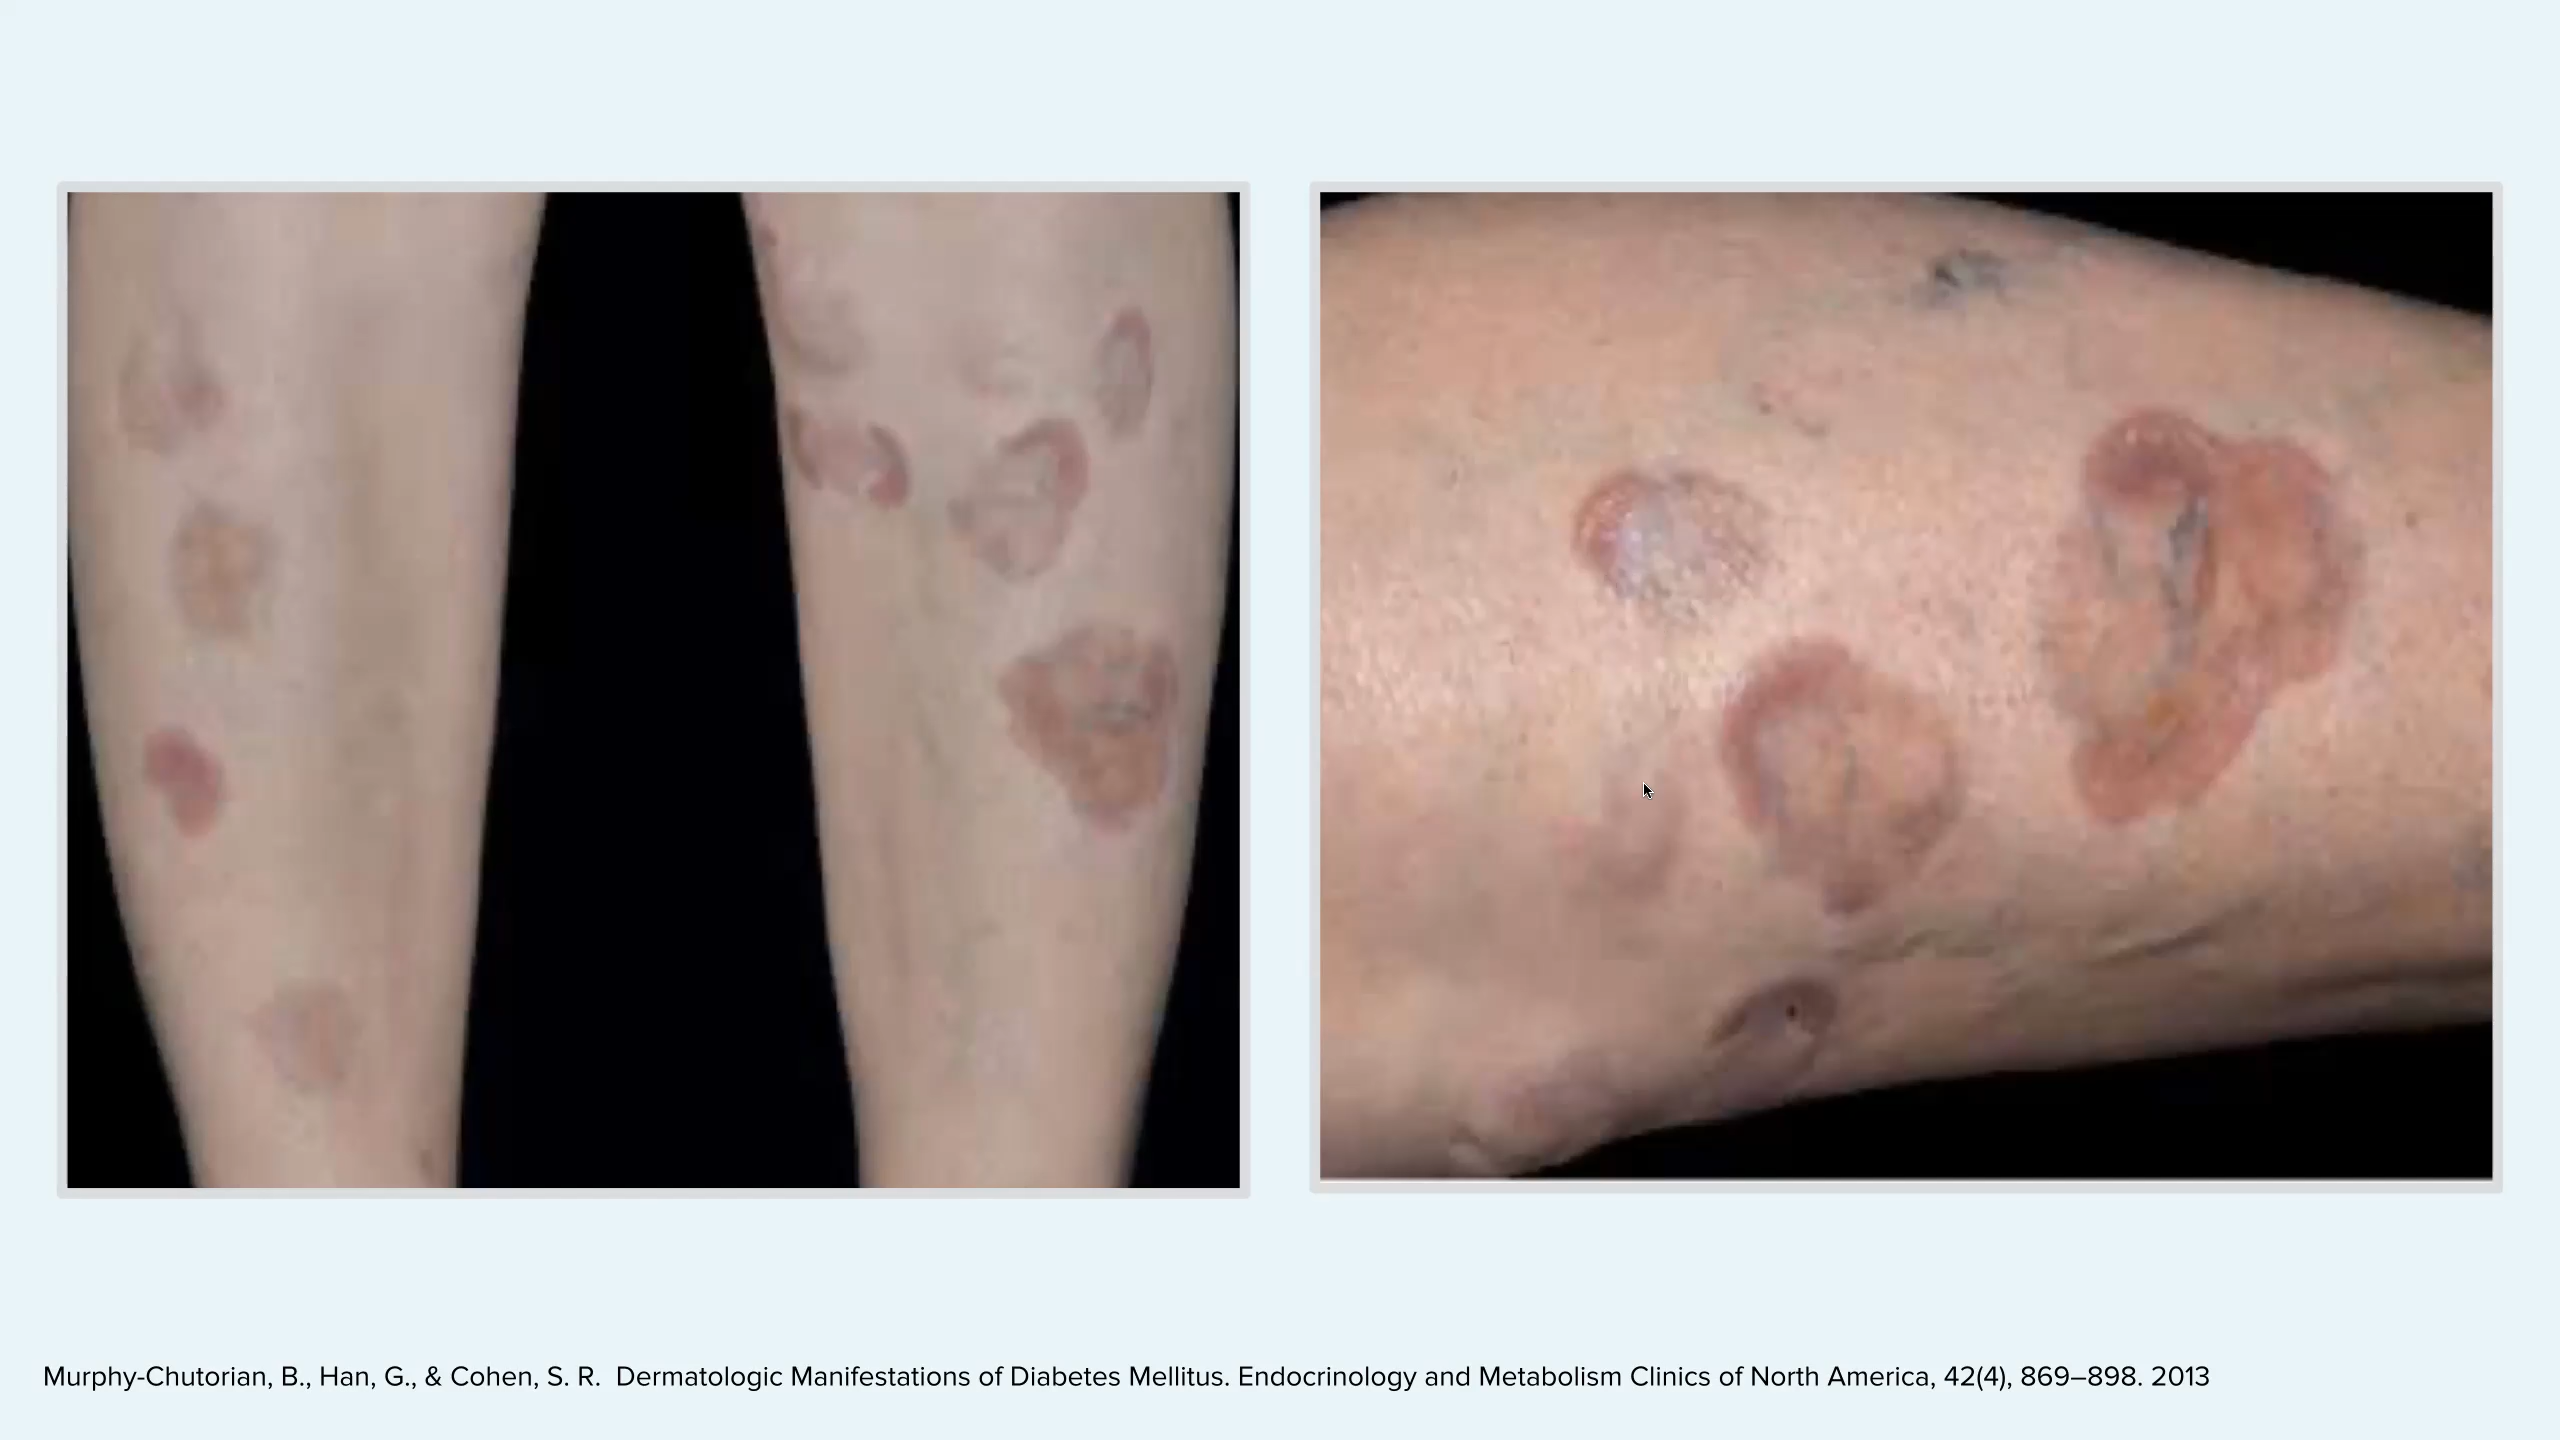 Murphy-Chutorian, B., Han, G., & Cohen, S. R.  Dermatologic Manifestations of Diabetes Mellitus. Endocrinology and Metabolism Clinics of North America, 42(4), 869–898. 2013